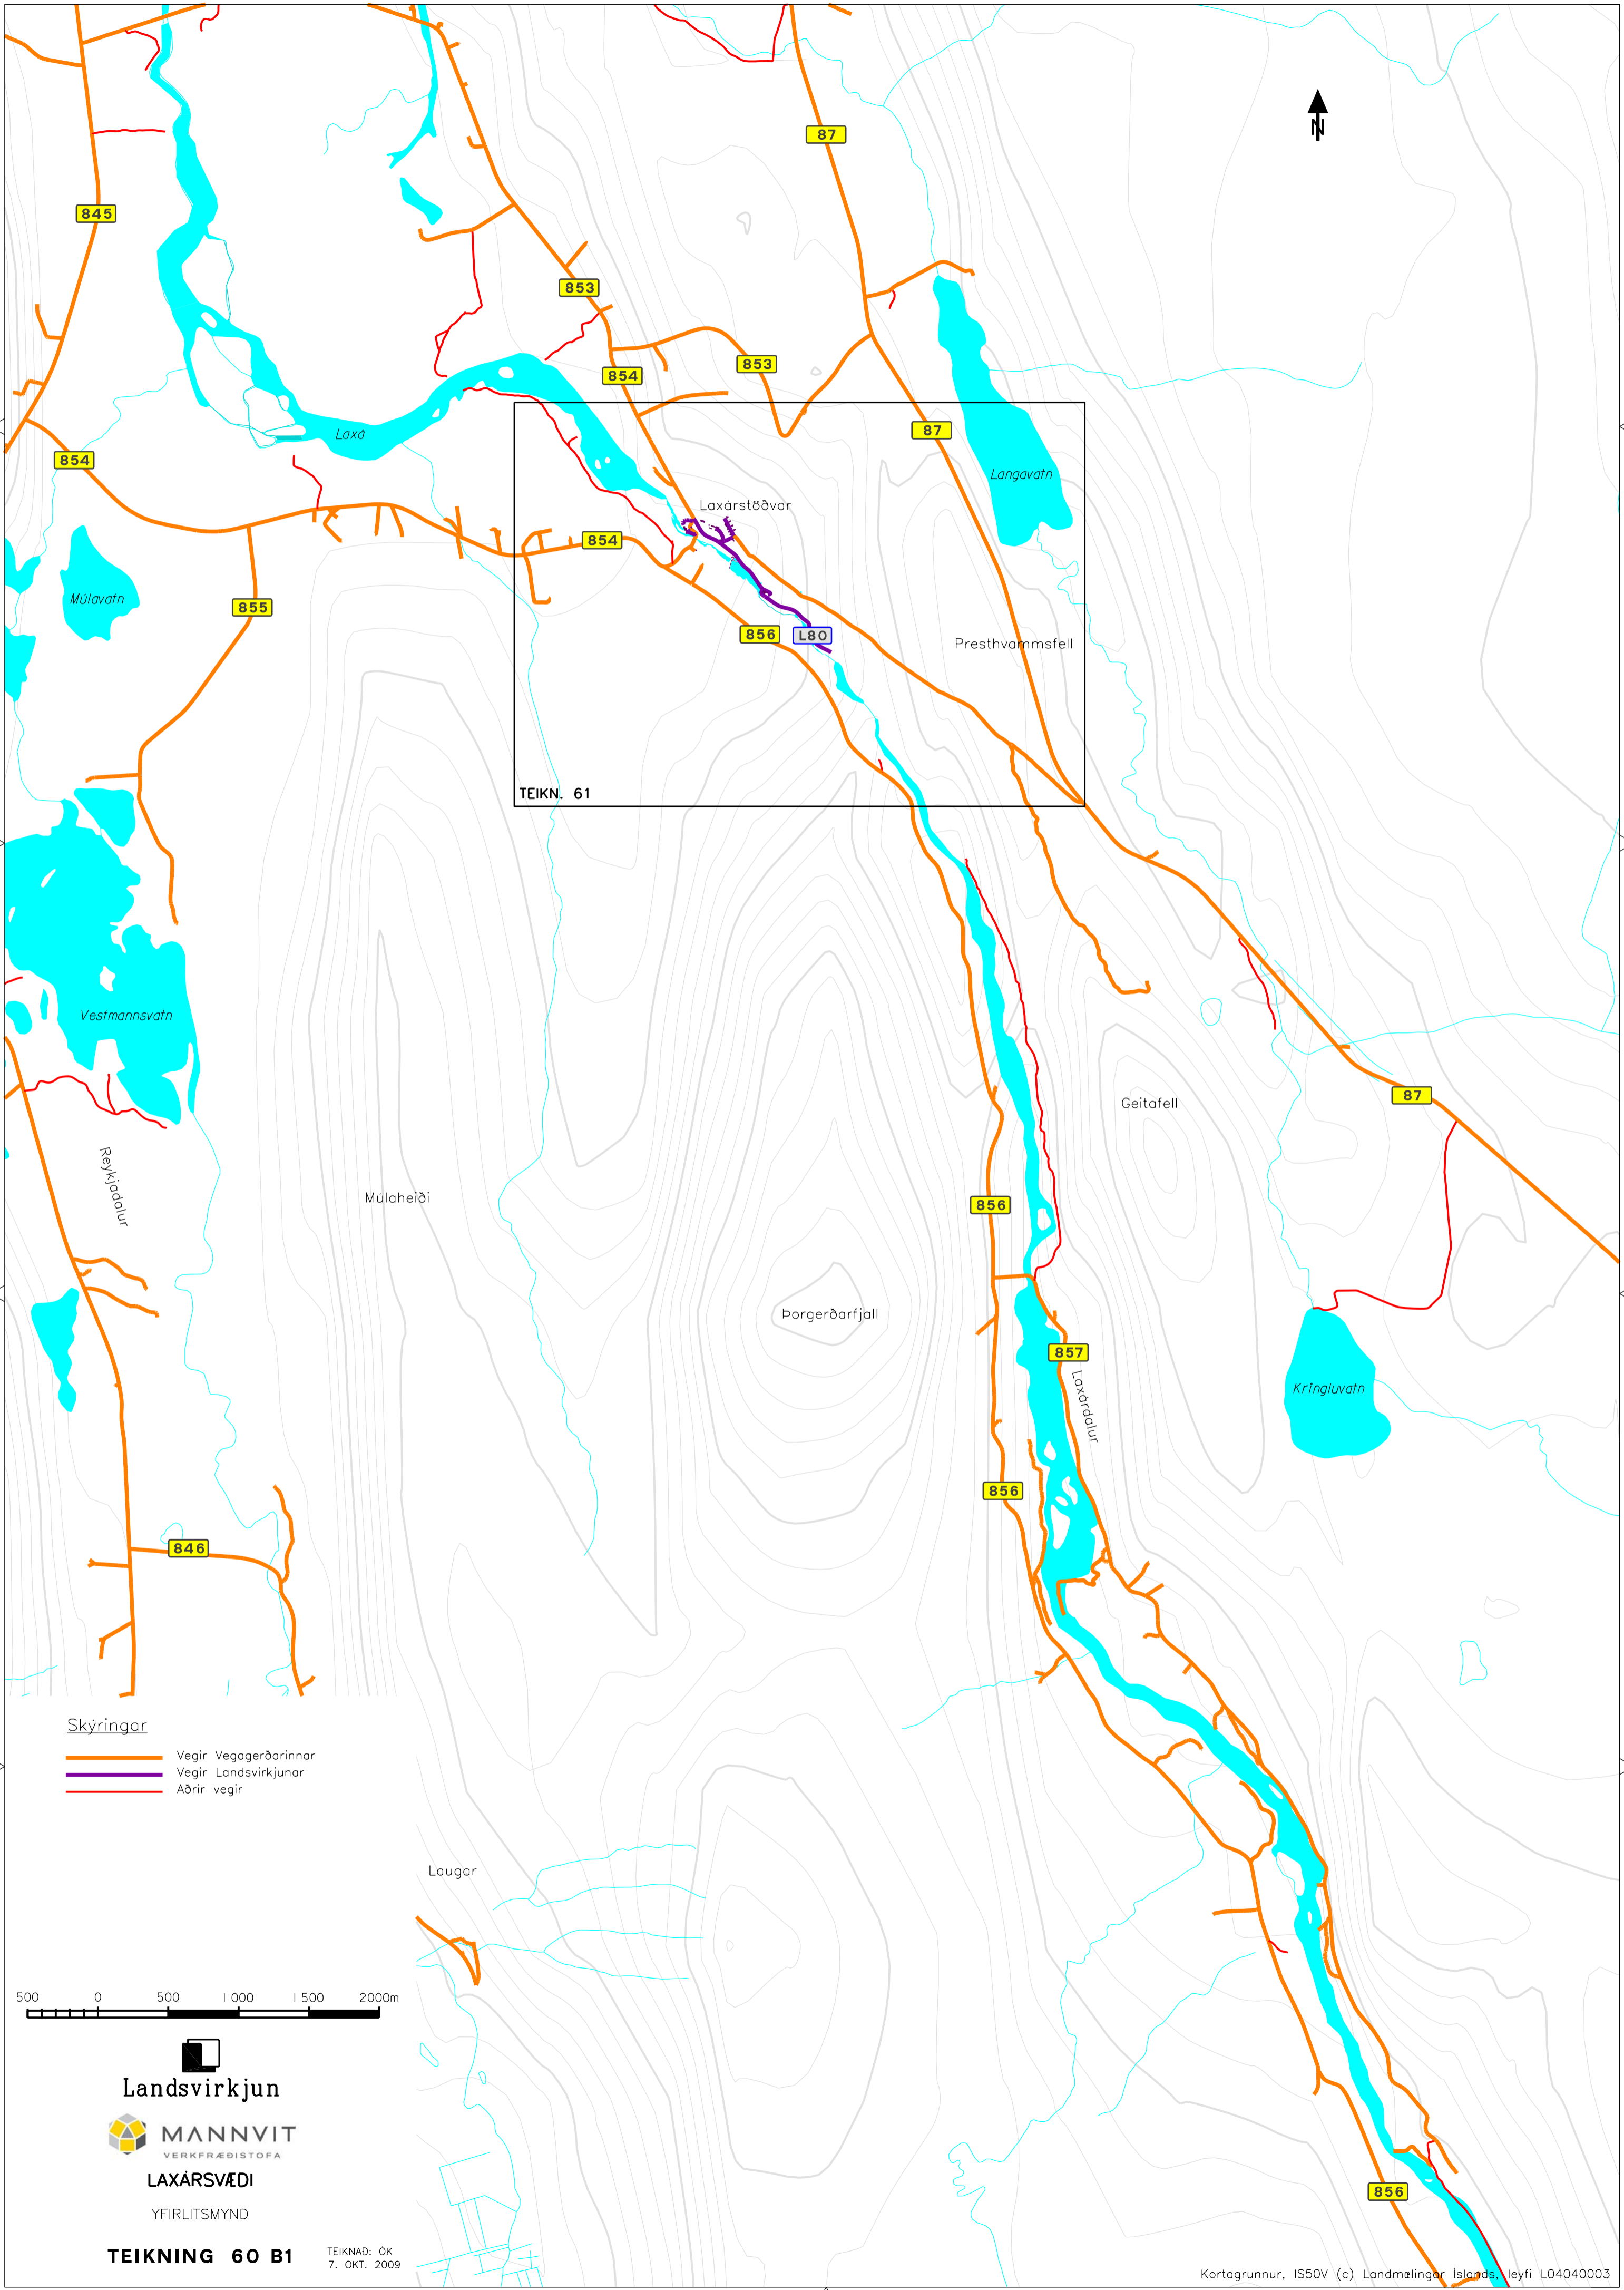 N
87
845
853
853
854
87
Laxá
854
Langavatn
Laxárstöðvar
854
Múlavatn
855
856
L80
Presthvammsfell
TEIKN. 61
Vestmannsvatn
87
Geitafell
Reykjadalur
Múlaheiði
856
Þorgerðarfjall
857
Kringluvatn
Laxárdalur
856
846
Skýringar
Vegir Vegagerðarinnar
Vegir Landsvirkjunar
Aðrir vegir
Laugar
500 0 500 1 000 1 500 2000m
Landsvirkjun
MANNVIT
VERKFRÆÐISTOFA
LAXÁRSVÆÐI
YFIRLITSMYND
856
TEIKNING 60 B1
TEIKNAÐ: ÓK
7. OKT. 2009
Kortagrunnur, IS50V (c) Landmælingar Íslands, leyfi L04040003